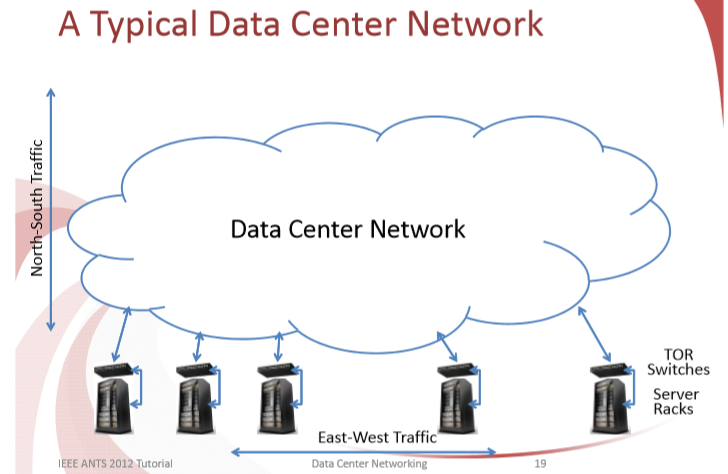 A Typical Data Center Network
North-South Traffic
Data Center Network
TOR
Switches
Server
Racks
East-West Traffic
IEEE ANTS 2012 Tutorial
Data Center Networking
19